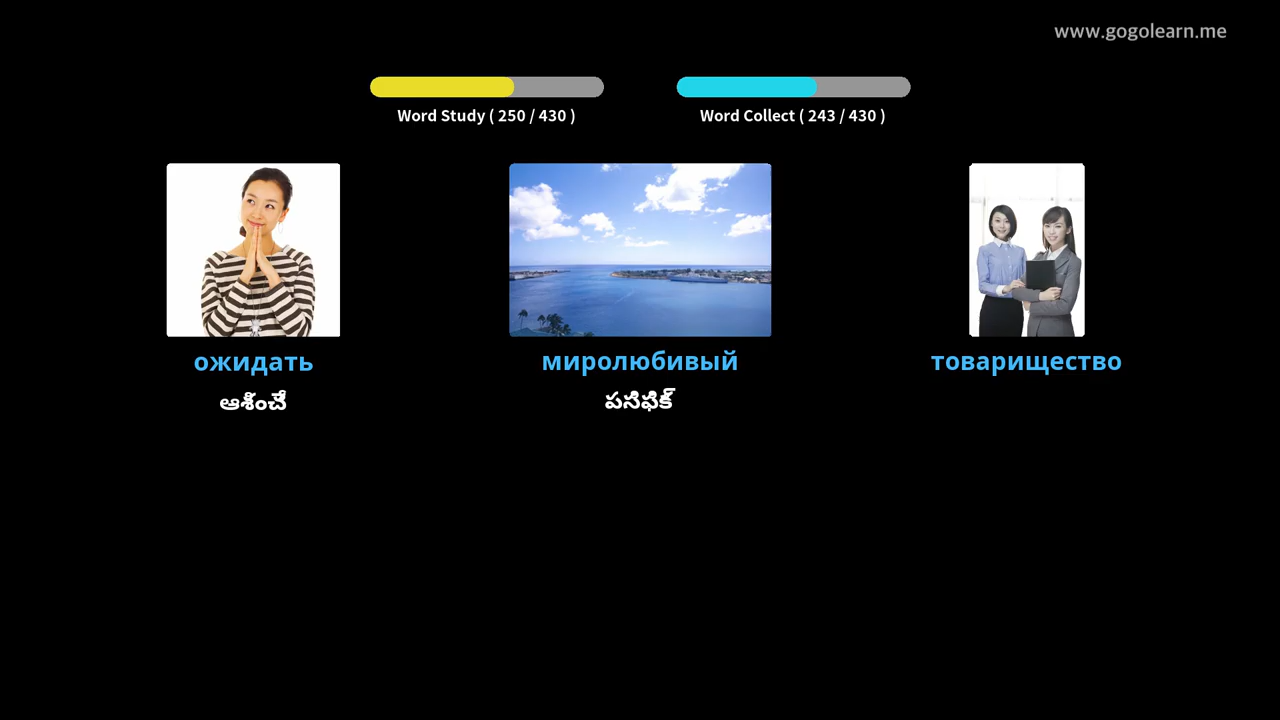 www.gogolearn.me
Word Study ( 250 / 430 )
Word Collect ( 243 / 430 )
ожидать
миролюбивый
товарищество
ఆశించే
పసిఫిక్